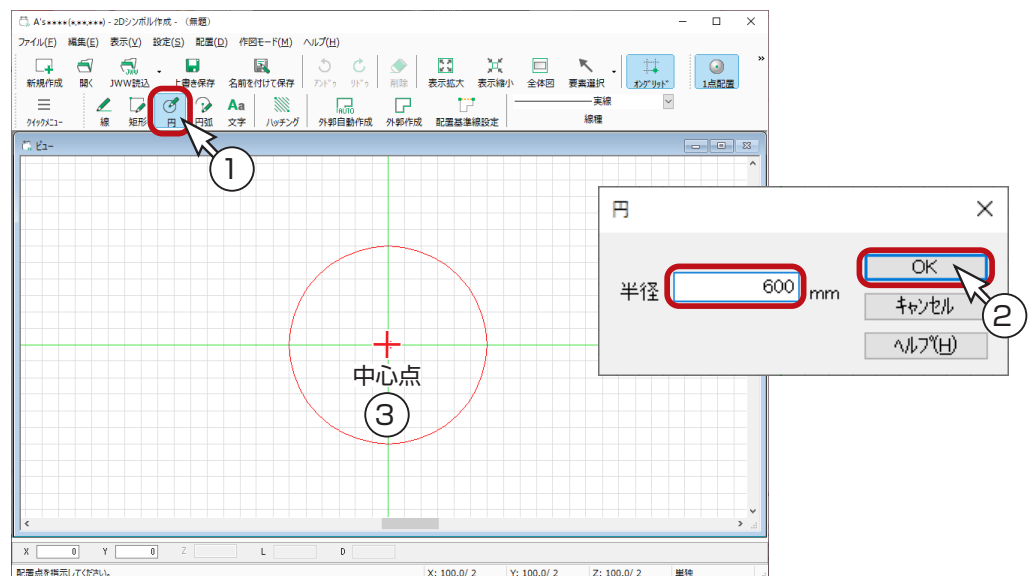 A's****(*,**,***) - 2Dシンボル作成 - （無題）
ファイル(F) 編集(E) 表示(V) 設定(S) 配置(D) 作図モード(M) ヘルプ(H)
新規作成 開く JWW読込 上書き保存 名前を付けて保存 アンドゥ リドゥ 削除 表示拡大 表示縮小 全体図 要素選択 オングリッド 1点配置 »
クイックメニュー 線 矩形 円 円弧 文字 ハッチング 外郭自動作成 外郭作成 配置基準線設定 実線
線種
ビュー
①
円
半径 600 mm
OK
キャンセル
ヘルプ(H)
②
中心点
③
X 0 Y 0 Z L D
配置点を指示してください。 X: 100.0/ 2 Y: 100.0/ 2 Z: 100.0/ 2 単独